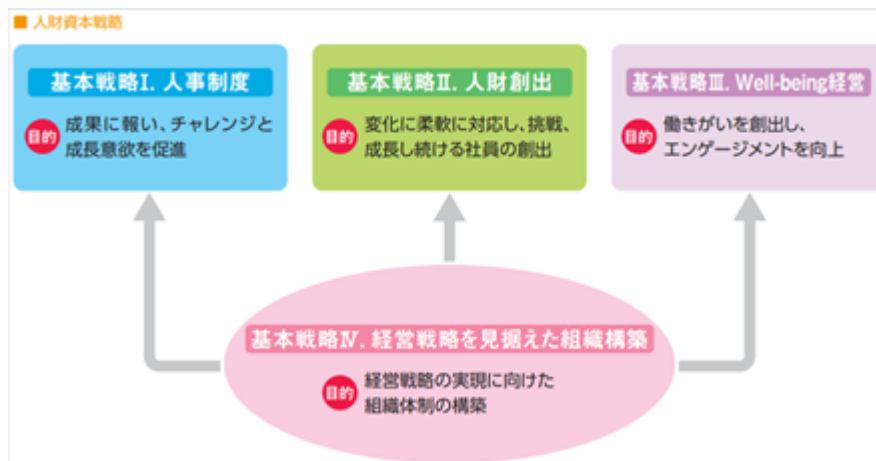 ■ 人財資本戦略
基本戦略Ⅰ. 人事制度
目的
成果に報い、チャレンジと
成長意欲を促進
基本戦略Ⅱ. 人財創出
目的
変化に柔軟に対応し、挑戦、
成長し続ける社員の創出
基本戦略Ⅲ. Well-being経営
目的
働きがいを創出し、
エンゲージメントを向上
基本戦略Ⅳ. 経営戦略を見据えた組織構築
目的
経営戦略の実現に向けた
組織体制の構築